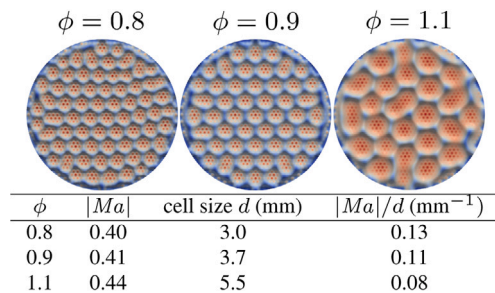 ϕ = 0.8 ϕ = 0.9 ϕ = 1.1
ϕ |Ma| cell size d (mm) |Ma|/d (mm⁻¹)
0.8 0.40 3.0 0.13
0.9 0.41 3.7 0.11
1.1 0.44 5.5 0.08